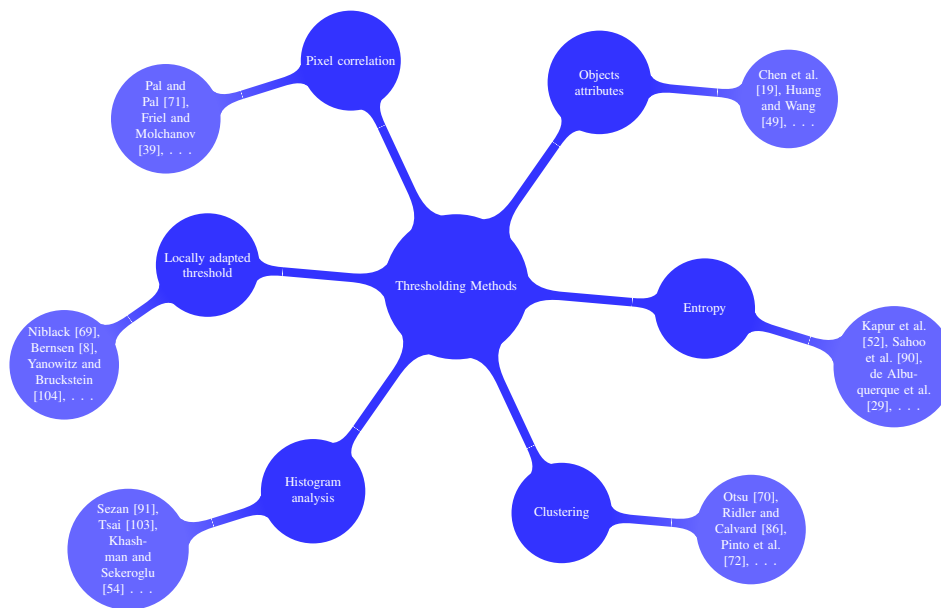 Pixel correlation
Pal and
Pal [71],
Friel and
Molchanov
[39], . . .
Objects
attributes
Chen et al.
[19], Huang
and Wang
[49], . . .
Locally adapted
threshold
Niblack [69],
Bernsen [8],
Yanowitz and
Bruckstein
[104], . . .
Thresholding Methods
Entropy
Kapur et al.
[52], Sahoo
et al. [90],
de Albu-
querque et al.
[29], . . .
Histogram
analysis
Sezan [91],
Tsai [103],
Khash-
man and
Sekeroglu
[54] . . .
Clustering
Otsu [70],
Ridler and
Calvard [86],
Pinto et al.
[72], . . .